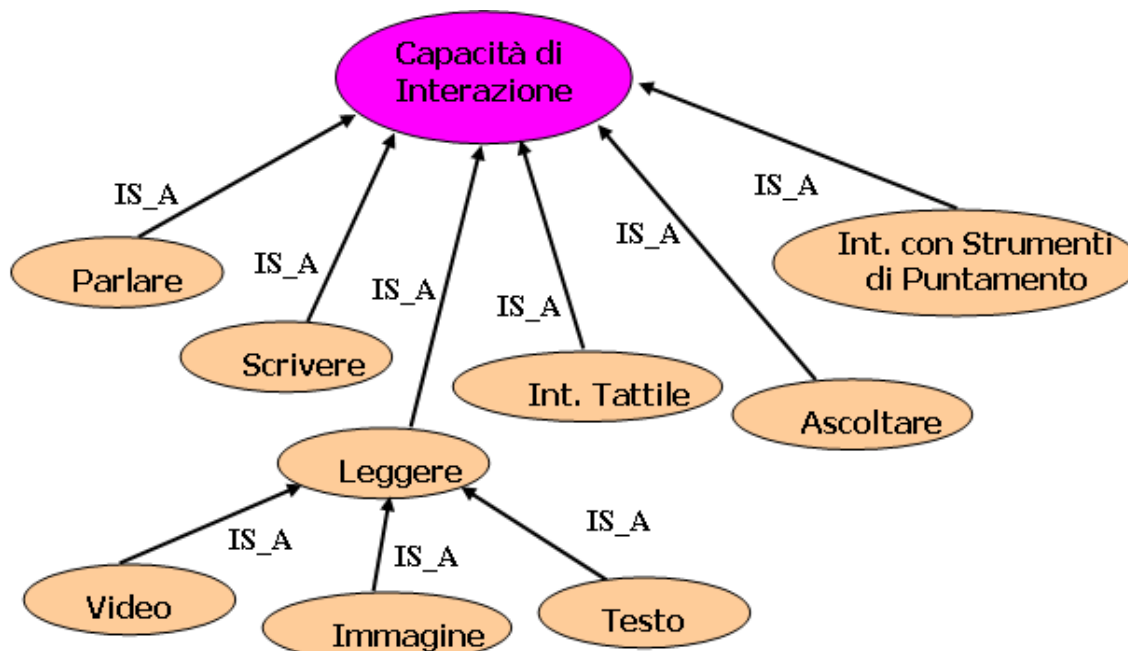 Capacità di
Interazione
IS_A
IS_A
IS_A
IS_A
IS_A
IS_A
Parlare
Scrivere
Int. Tattile
Ascoltare
Int. con Strumenti
di Puntamento
Leggere
IS_A
IS_A
IS_A
Video
Immagine
Testo